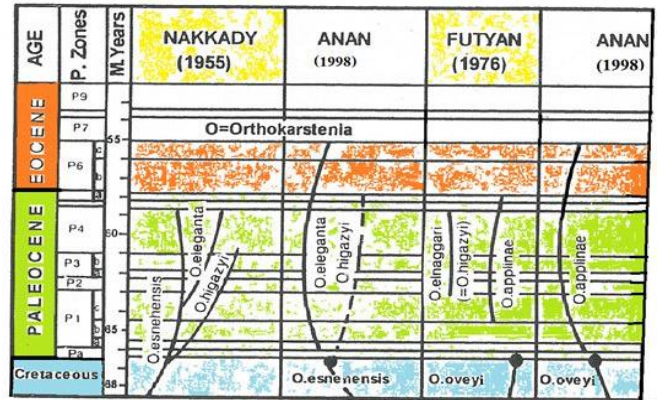 AGE
P. Zones
M. Years
NAKKADY
(1955)
ANAN
(1998)
FUTYAN
(1976)
ANAN
(1998)
EOCENE
PALEOCENE
Cretaceous
P9
P7
P6
P4
P3
P2
P1
Pa
55
60
65
68
O=Orthokarstenia
O.esnehensis
O.eleganta
O.higazyi
O.eleganta
O.higazyi
O.esnehensis
O.elnaggari
(=O.higazyi)
O.applinae
O.oveyi
O.applinae
O.oveyi